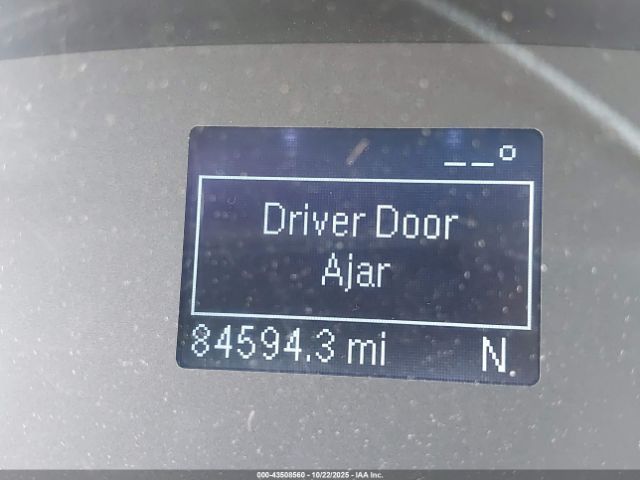 __°
Driver Door
Ajar
84594.3 mi N
000-43508560 - 10/22/2025 - IAA Inc.